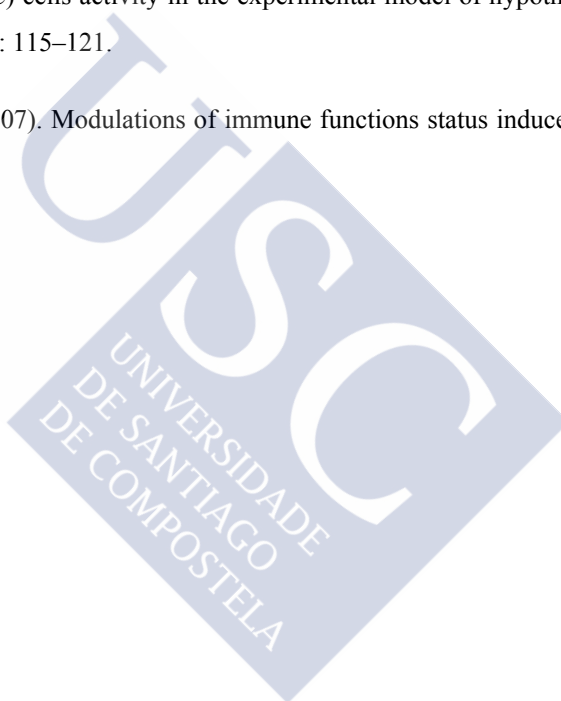 cells activity in the experimental model of hypoth
: 115–121.
07). Modulations of immune functions status induce
USC
UNIVERSIDADE
DE SANTIAGO
DE COMPOSTELA